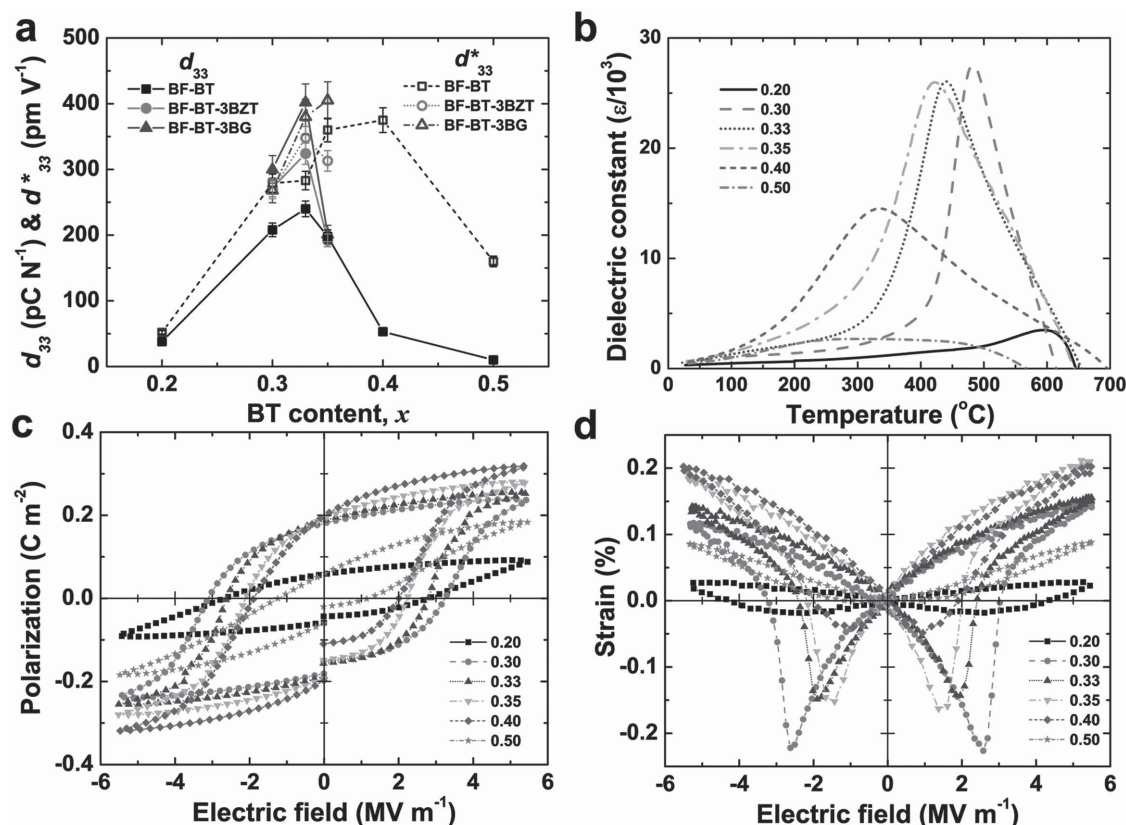 a
d₃₃ (pC N⁻¹) & d*₃₃ (pm V⁻¹)
500
400
300
200
100
0
d₃₃
BF-BT
BF-BT-3BZT
BF-BT-3BG
d*₃₃
BF-BT
BF-BT-3BZT
BF-BT-3BG
0.2 0.3 0.4 0.5
BT content, x
b
Dielectric constant (ε/10³)
30
20
10
0
0.20
0.30
0.33
0.35
0.40
0.50
0 100 200 300 400 500 600 700
Temperature (°C)
c
Polarization (C m⁻²)
0.4
0.2
0.0
-0.2
-0.4
0.20
0.30
0.33
0.35
0.40
0.50
-6 -4 -2 0 2 4 6
Electric field (MV m⁻¹)
d
Strain (%)
0.2
0.1
0.0
-0.1
-0.2
0.20
0.30
0.33
0.35
0.40
0.50
-6 -4 -2 0 2 4 6
Electric field (MV m⁻¹)